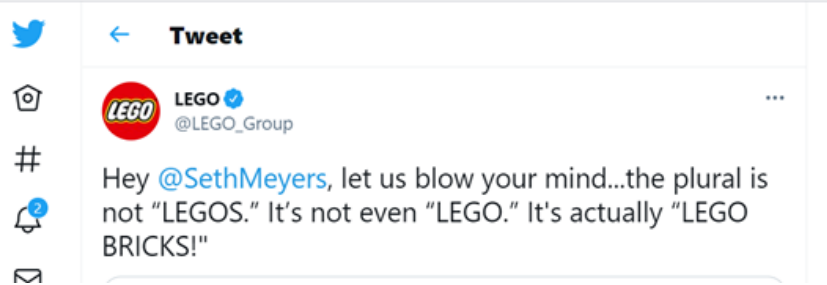 Tweet
LEGO
LEGO
@LEGO_Group
Hey @SethMeyers, let us blow your mind...the plural is
not “LEGOS.” It’s not even “LEGO.” It's actually “LEGO
BRICKS!"
2